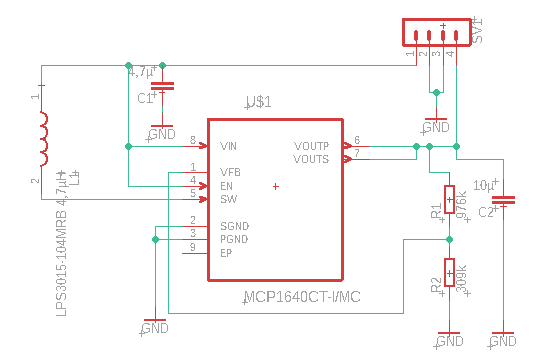 SV1
1
2
3
4
4,7µ
C1
GND
GND
U$1
1
2
LPS3015-104MRB 4,7µH
L1
8 VIN
1 VFB
4 EN
5 SW
2 SGND
3 PGND
9 EP
VOUTP 6
VOUTS 7
MCP1640CT-I/MC
R1
976k
10µ
C2
R2
309k
GND
GND
GND